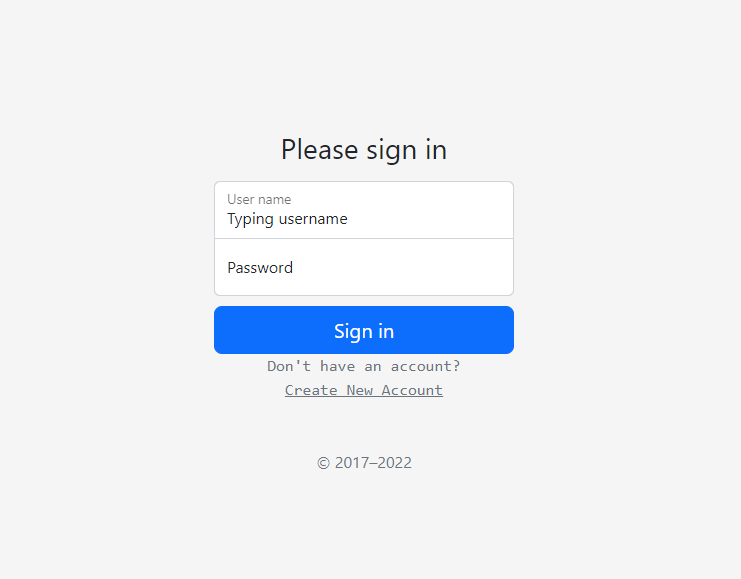 Please sign in
User name
Typing username
Password
Sign in
Don't have an account?
Create New Account
© 2017–2022